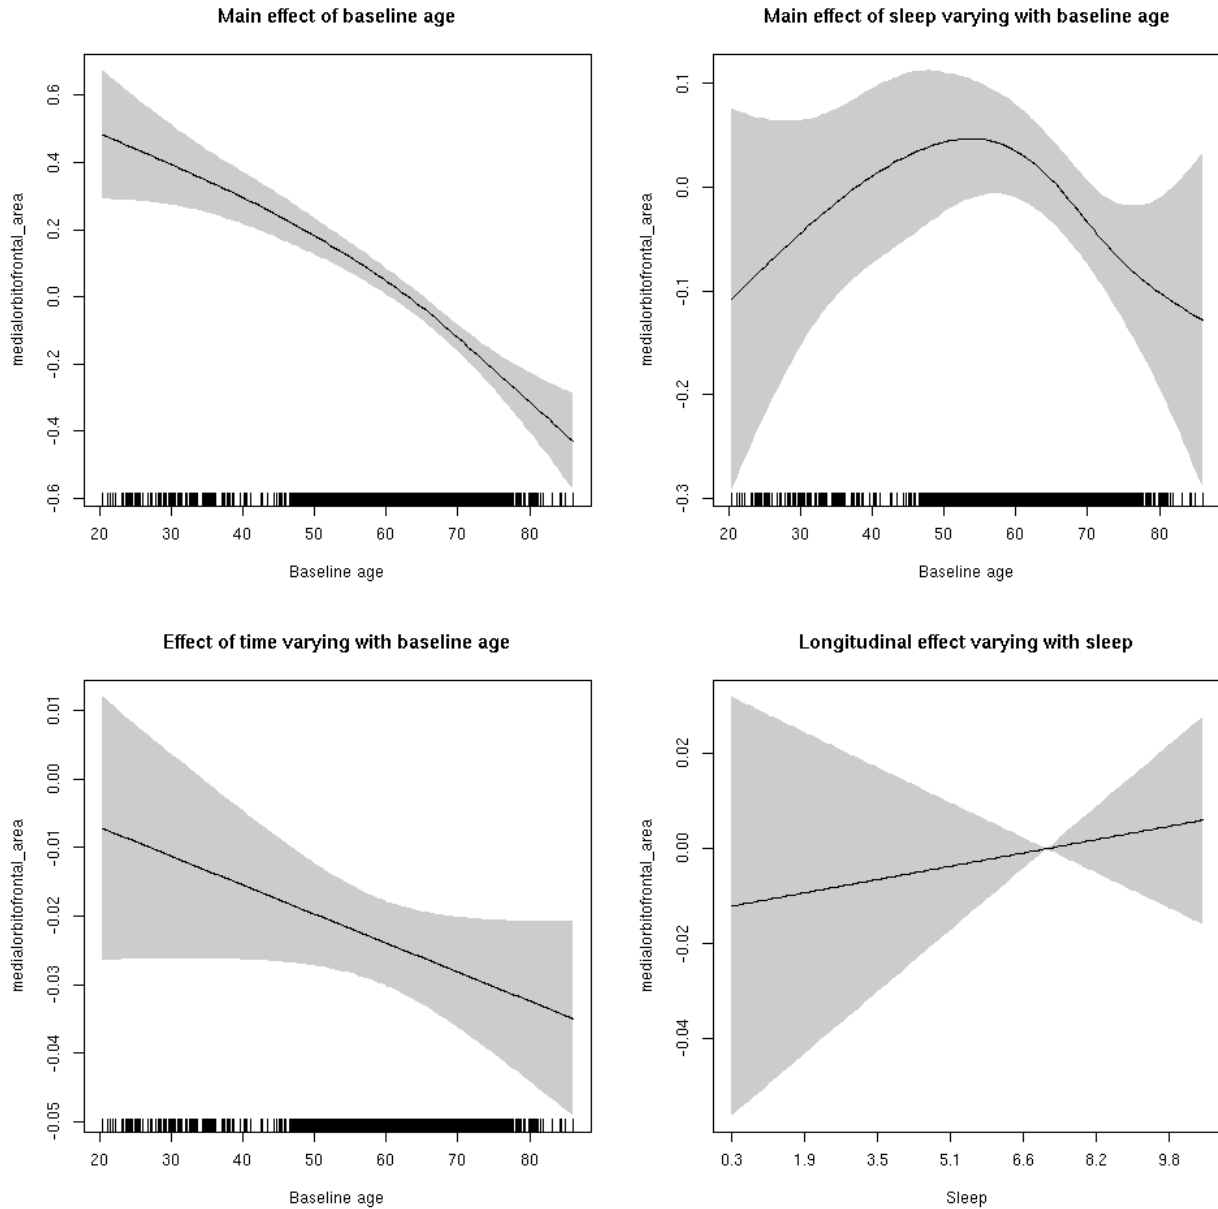 Main effect of baseline age
medialorbitofrontal_area
0.6
0.4
0.2
0.0
-0.2
-0.4
-0.6
20 30 40 50 60 70 80
Baseline age
Main effect of sleep varying with baseline age
medialorbitofrontal_area
0.1
0.0
-0.1
-0.2
-0.3
20 30 40 50 60 70 80
Baseline age
Effect of time varying with baseline age
medialorbitofrontal_area
0.01
0.00
-0.01
-0.02
-0.03
-0.04
-0.05
20 30 40 50 60 70 80
Baseline age
Longitudinal effect varying with sleep
medialorbitofrontal_area
0.02
0.00
-0.02
-0.04
0.3 1.9 3.5 5.1 6.6 8.2 9.8
Sleep